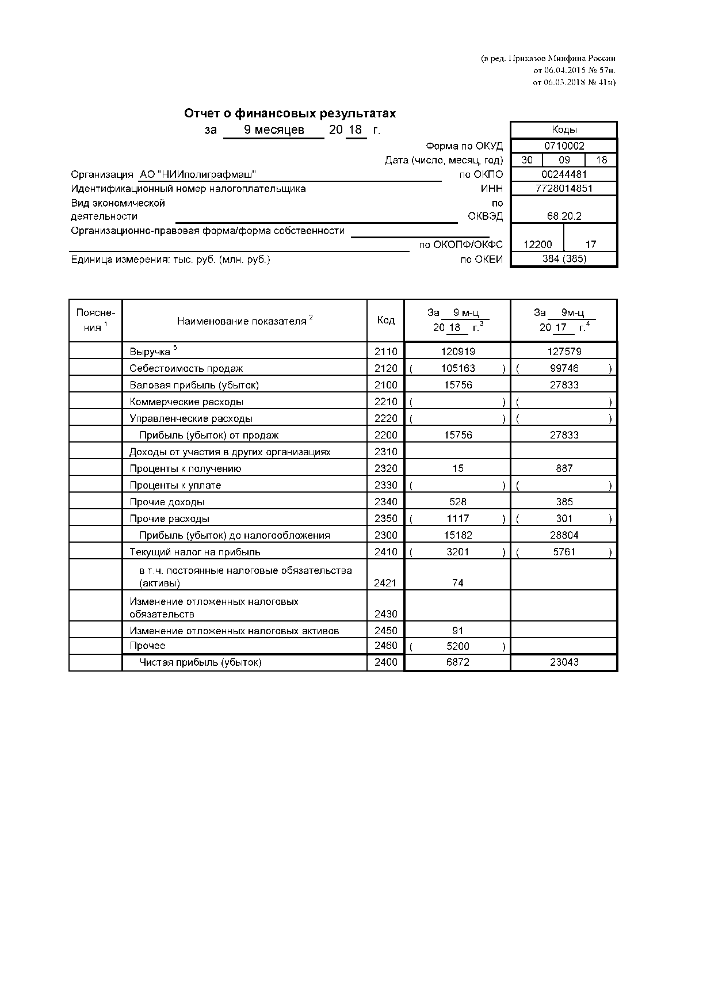 (в ред. Приказов Минфина России
от 06.04.2015 № 57н.
от 06.03.2018 № 41н)
Отчет о финансовых результатах
за 9 месяцев 20 18 г.
Коды
Форма по ОКУД 0710002
Дата (число, месяц, год) 30 09 18
Организация АО "НИИполиграфмаш" по ОКПО 00244481
Идентификационный номер налогоплательщика ИНН 7728014851
Вид экономической по
деятельности ОКВЭД 68.20.2
Организационно-правовая форма/форма собственности
по ОКОПФ/ОКФС 12200 17
Единица измерения: тыс. руб. (млн. руб.) по ОКЕИ 384 (385)
Поясне- Наименование показателя 2 Код За 9 м-ц За 9м-ц
ния 1 20 18 г.3 20 17 г.4
Выручка 5 2110 120919 127579
Себестоимость продаж 2120 ( 105163 ) ( 99746 )
Валовая прибыль (убыток) 2100 15756 27833
Коммерческие расходы 2210 ( ) ( )
Управленческие расходы 2220 ( ) ( )
Прибыль (убыток) от продаж 2200 15756 27833
Доходы от участия в других организациях 2310
Проценты к получению 2320 15 887
Проценты к уплате 2330 ( ) ( )
Прочие доходы 2340 528 385
Прочие расходы 2350 ( 1117 ) ( 301 )
Прибыль (убыток) до налогообложения 2300 15182 28804
Текущий налог на прибыль 2410 ( 3201 ) ( 5761 )
в т.ч. постоянные налоговые обязательства
(активы) 2421 74
Изменение отложенных налоговых
обязательств 2430
Изменение отложенных налоговых активов 2450 91
Прочее 2460 ( 5200 )
Чистая прибыль (убыток) 2400 6872 23043